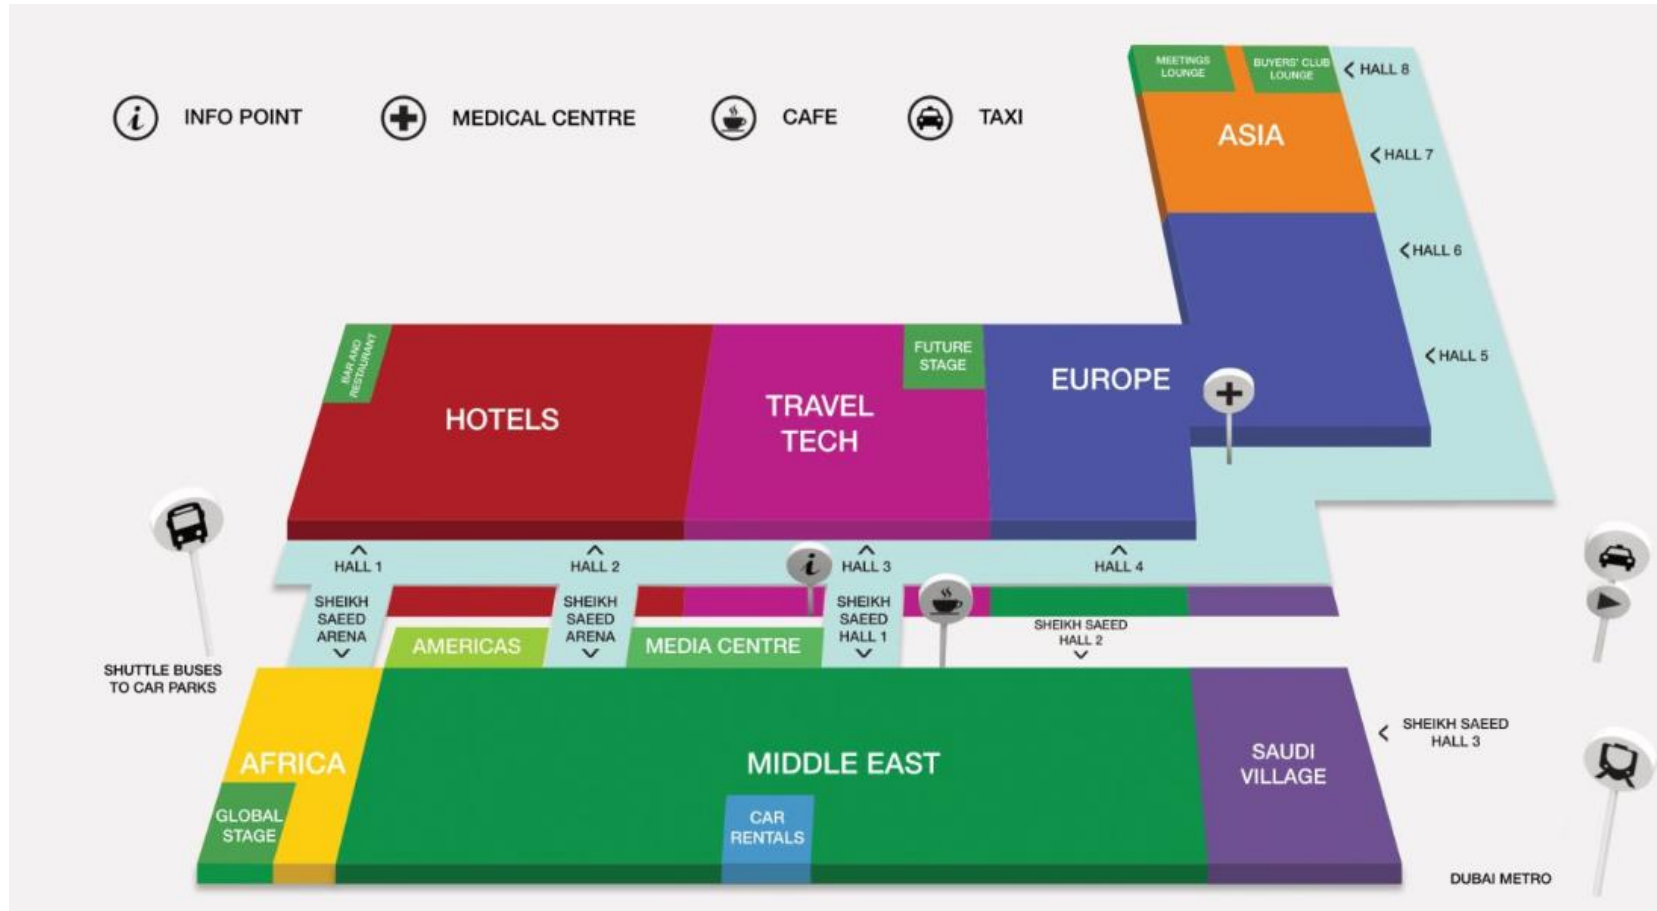 INFO POINT
MEDICAL CENTRE
CAFE
TAXI
MEETINGS
LOUNGE
BUYERS' CLUB
LOUNGE
< HALL 8
ASIA
< HALL 7
< HALL 6
< HALL 5
BAR AND
RESTAURANT
HOTELS
TRAVEL
TECH
FUTURE
STAGE
EUROPE
HALL 1
HALL 2
HALL 3
HALL 4
SHEIKH
SAEED
ARENA
SHEIKH
SAEED
ARENA
SHEIKH
SAEED
HALL 1
SHEIKH SAEED
HALL 2
AMERICAS
MEDIA CENTRE
SHUTTLE BUSES
TO CAR PARKS
AFRICA
GLOBAL
STAGE
MIDDLE EAST
CAR
RENTALS
SAUDI
VILLAGE
< SHEIKH SAEED
HALL 3
DUBAI METRO